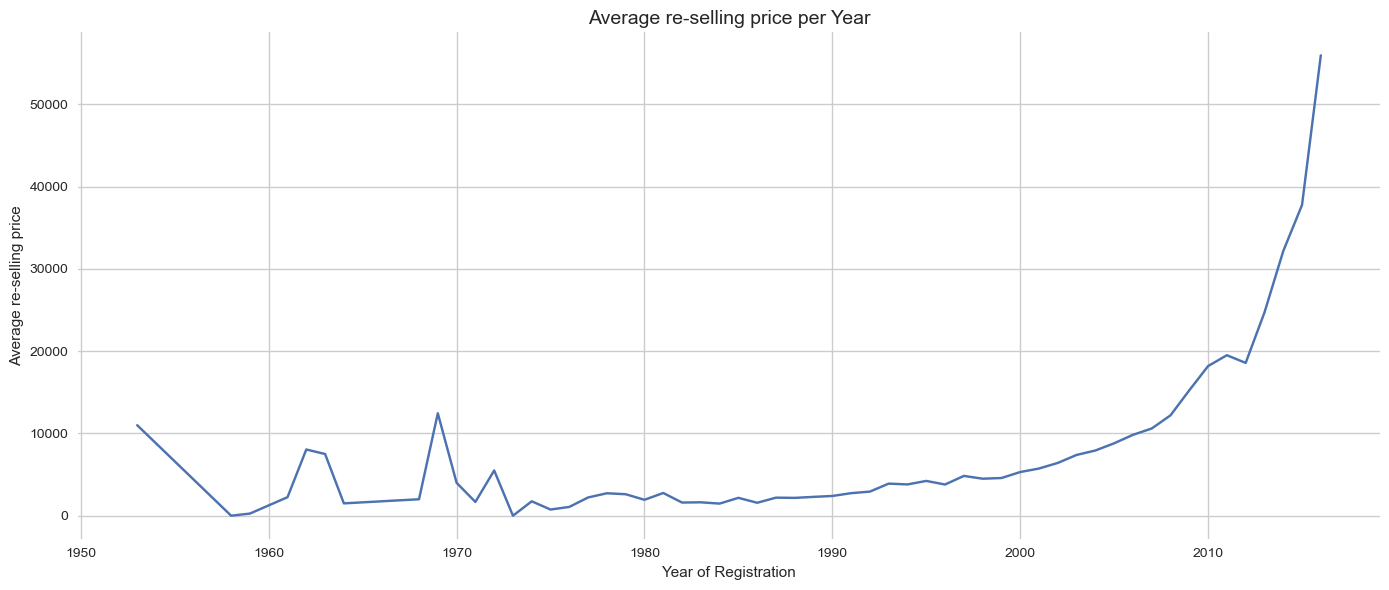 Average re-selling price per Year
Average re-selling price
50000
40000
30000
20000
10000
0
1950 1960 1970 1980 1990 2000 2010
Year of Registration